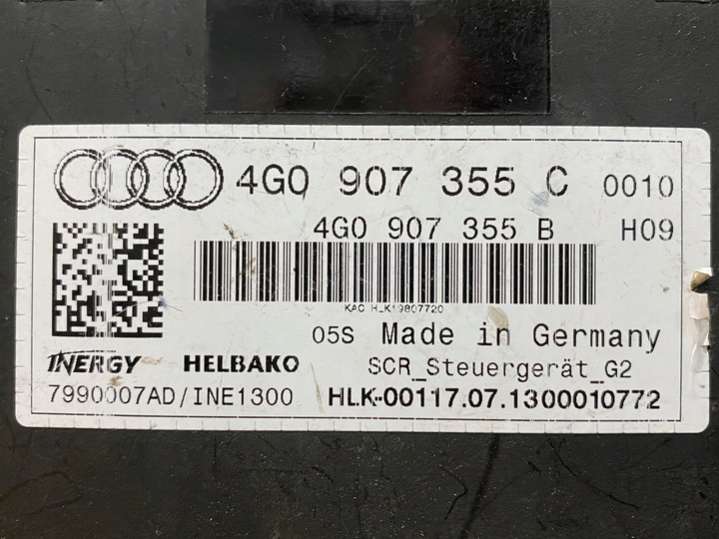 4G0 907 355 C 0010
4G0 907 355 B H09
KAC HLK19807720
05S Made in Germany
INERGY HELBAKO SCR_Steuergerät_G2
7990007AD/INE1300 HLK-00117.07.1300010772